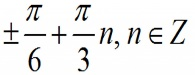 ± π/6 + π/3 n, n ∈ Z